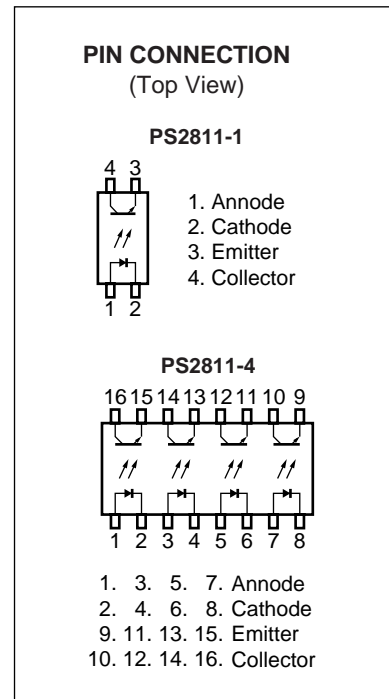 PIN CONNECTION
(Top View)
PS2811-1
4 3
1. Annode
2. Cathode
3. Emitter
4. Collector
1 2
PS2811-4
16 15 14 13 12 11 10 9
1 2 3 4 5 6 7 8
1. 3. 5. 7. Annode
2. 4. 6. 8. Cathode
9. 11. 13. 15. Emitter
10. 12. 14. 16. Collector